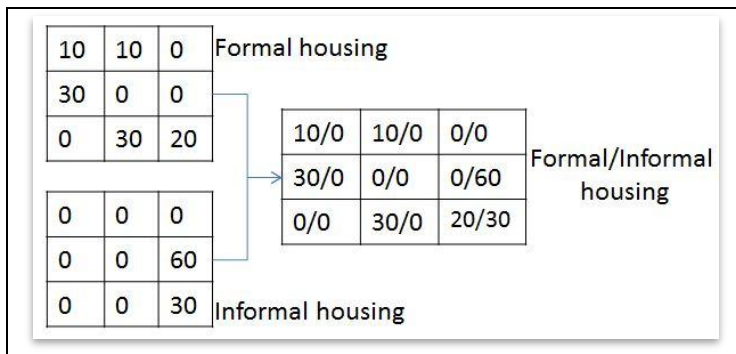 10 10 0 Formal housing
30 0 0
0 30 20
10/0 10/0 0/0
30/0 0/0 0/60
0/0 30/0 20/30
Formal/Informal
housing
0 0 0
0 0 60
0 0 30 Informal housing